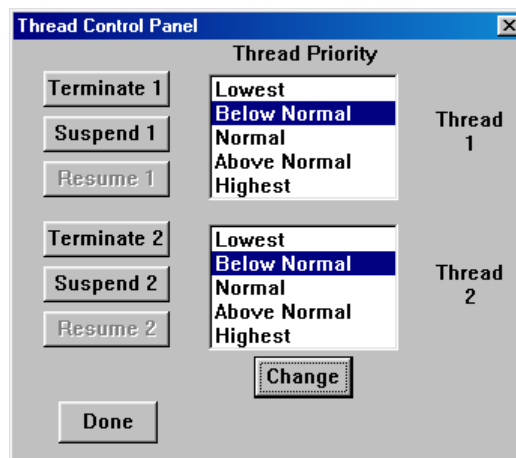 Thread Control Panel
Thread Priority
Terminate 1
Suspend 1
Resume 1
Lowest
Below Normal
Normal
Above Normal
Highest
Thread
1
Terminate 2
Suspend 2
Resume 2
Lowest
Below Normal
Normal
Above Normal
Highest
Thread
2
Change
Done